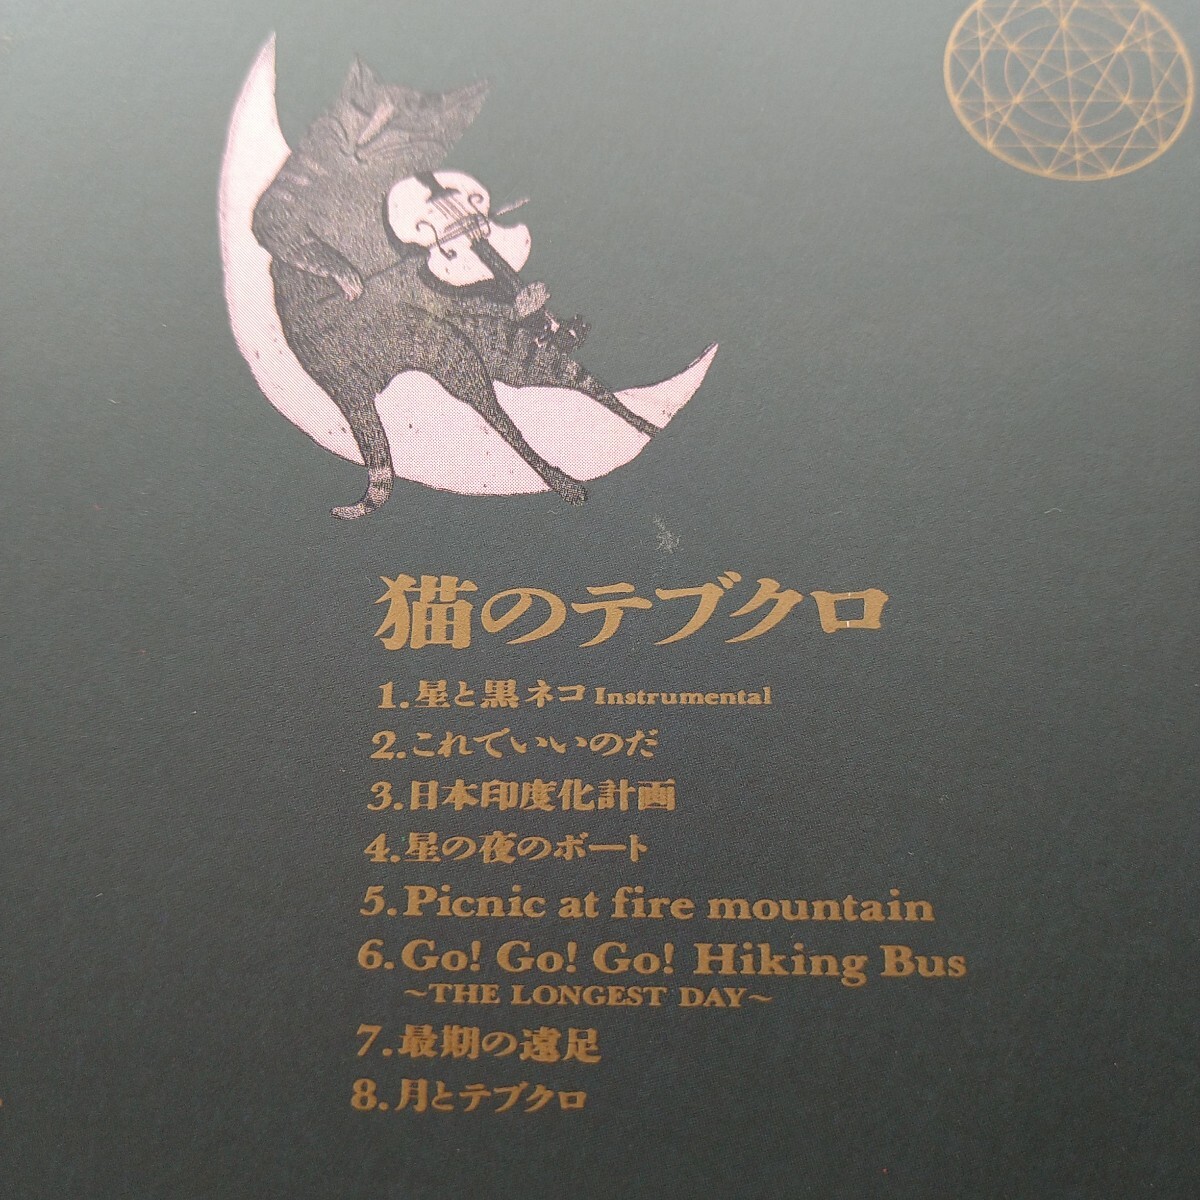 猫のテブクロ
1.星と黒ネコ Instrumental
2.これでいいのだ
3.日本印度化計画
4.星の夜のボート
5.Picnic at fire mountain
6.Go! Go! Go! Hiking Bus
~THE LONGEST DAY~
7.最期の遠足
8.月とテブクロ